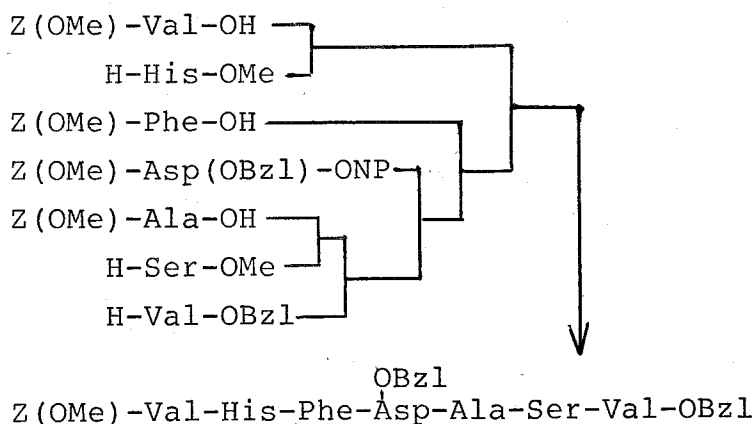 Z(OMe)-Val-OH
H-His-OMe
Z(OMe)-Phe-OH
Z(OMe)-Asp(OBzl)-ONP
Z(OMe)-Ala-OH
H-Ser-OMe
H-Val-OBzl
OBzl
Z(OMe)-Val-His-Phe-Asp-Ala-Ser-Val-OBzl